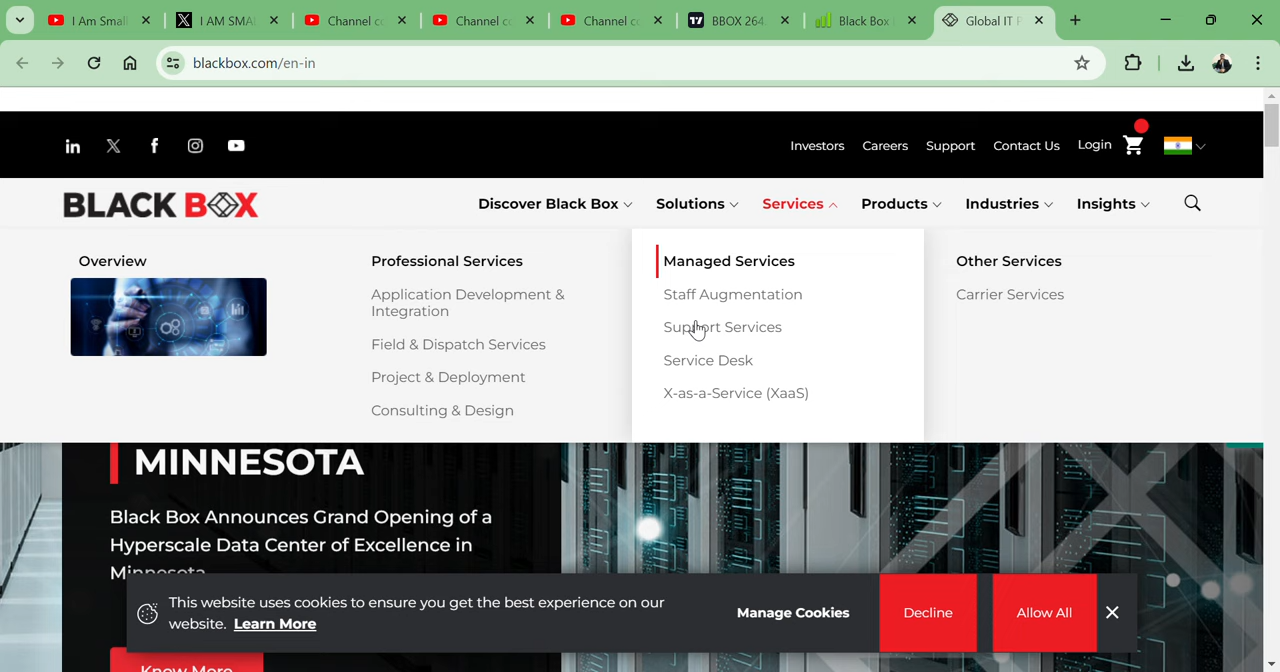 I Am Small
I AM SMA
Channel co
Channel co
Channel co
BBOX 264.
Black Box
Global IT P
blackbox.com/en-in
Investors
Careers
Support
Contact Us
Login
BLACK BOX
Discover Black Box
Solutions
Services
Products
Industries
Insights
Overview
Professional Services
Application Development &
Integration
Field & Dispatch Services
Project & Deployment
Consulting & Design
Managed Services
Staff Augmentation
Support Services
Service Desk
X-as-a-Service (XaaS)
Other Services
Carrier Services
MINNESOTA
Black Box Announces Grand Opening of a
Hyperscale Data Center of Excellence in
Minnesota
Know More
This website uses cookies to ensure you get the best experience on our
website. Learn More
Manage Cookies
Decline
Allow All